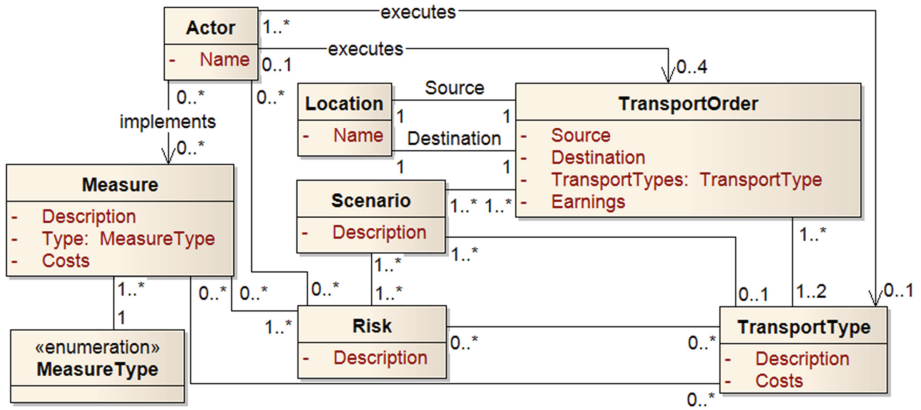 executes
Actor
1..*
executes
- Name
0..1
0..4
0..*
0..*
Location
Source
TransportOrder
implements
- Name
1
1
- Source
Destination
- Destination
0..*
1
1
- TransportTypes: TransportType
Measure
- Earnings
Scenario
1..*
1..*
- Description
- Description
- Type: MeasureType
1..*
1..*
- Costs
1..*
1..*
0..*
0..*
0..*
1..*
0..1
1..2
0..1
1
1..*
Risk
0..*
TransportType
«enumeration»
MeasureType
- Description
0..*
- Description
- Costs
0..*